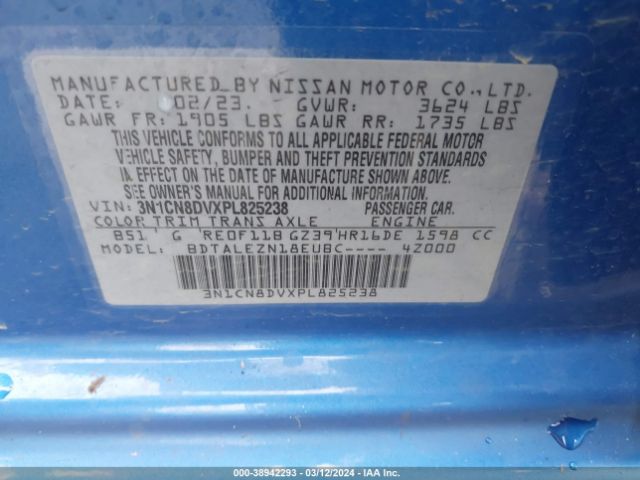 MANUFACTURED BY NISSAN MOTOR CO., LTD.
DATE: 02/23. GVWR: 3624 LBS
GAWR FR: 1905 LBS GAWR RR: 1735 LBS
THIS VEHICLE CONFORMS TO ALL APPLICABLE FEDERAL MOTOR
VEHICLE SAFETY, BUMPER AND THEFT PREVENTION STANDARDS
IN EFFECT ON THE DATE OF MANUFACTURE SHOWN ABOVE.
SEE OWNER'S MANUAL FOR ADDITIONAL INFORMATION.
VIN: 3N1CN8DVXPL825238 PASSENGER CAR.
COLOR TRIM TRANS AXLE ENGINE
B51 G RE0F11B GZ39 HR16DE 1598 CC
MODEL: BDTALEZN18EUBC---- 4Z000
3N1CN8DVXPL825238
000-38942293 - 03/12/2024 - IAA Inc.